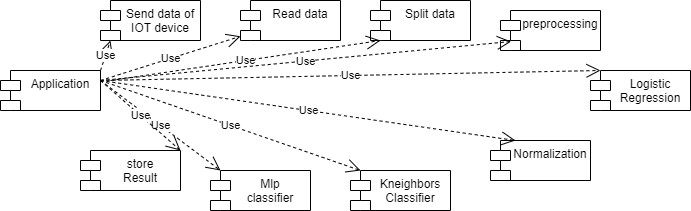 Send data of
IOT device
Read data
Split data
preprocessing
Use
Use
Use
Use
Application
Use
Logistic
Regression
Use
Use
Use
Use
store
Result
Mlp
classifier
Kneighbors
Classifier
Normalization